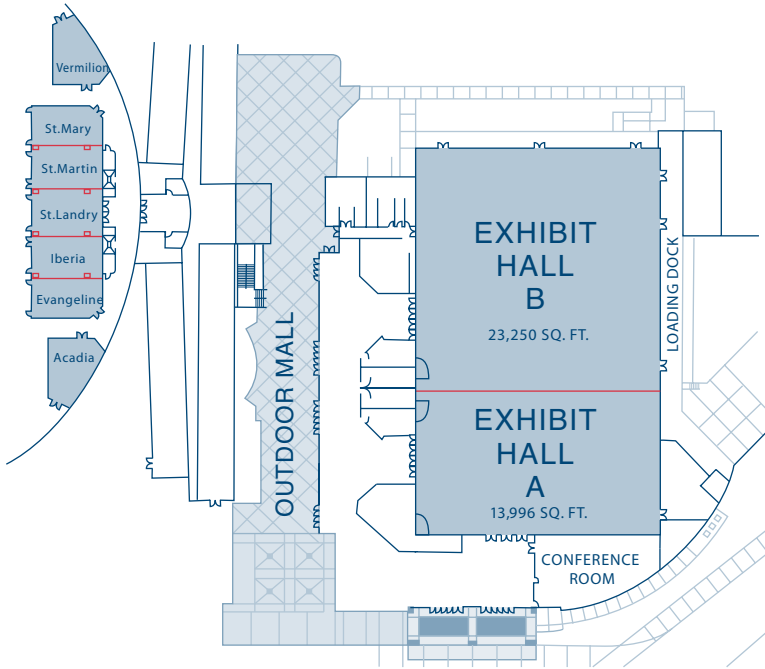 Vermilion
St.Mary
St.Martin
St.Landry
Iberia
Evangeline
Acadia
OUTDOOR MALL
EXHIBIT
HALL
B
23,250 SQ. FT.
LOADING DOCK
EXHIBIT
HALL
A
13,996 SQ. FT.
CONFERENCE
ROOM